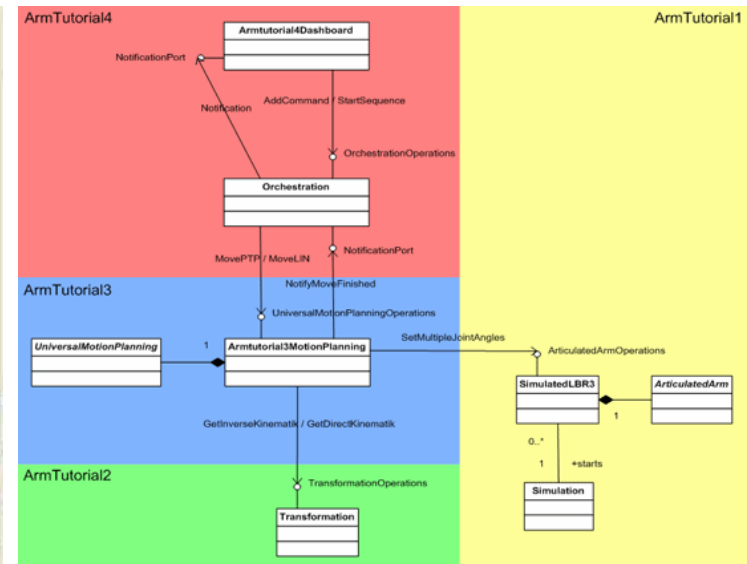 ArmTutorial4
ArmTutorial1
Armtutorial4Dashboard
NotificationPort
AddCommand / StartSequence
Notification
OrchestrationOperations
Orchestration
NotificationPort
MovePTP / MoveLIN
NotifyMoveFinished
ArmTutorial3
UniversalMotionPlanningOperations
SetMultipleJointAngles
UniversalMotionPlanning
1
Armtutorial3MotionPlanning
ArticulatedArmOperations
SimulatedLBR3
ArticulatedArm
1
GetInverseKinematik / GetDirectKinematik
0..*
1
+starts
ArmTutorial2
TransformationOperations
Simulation
Transformation